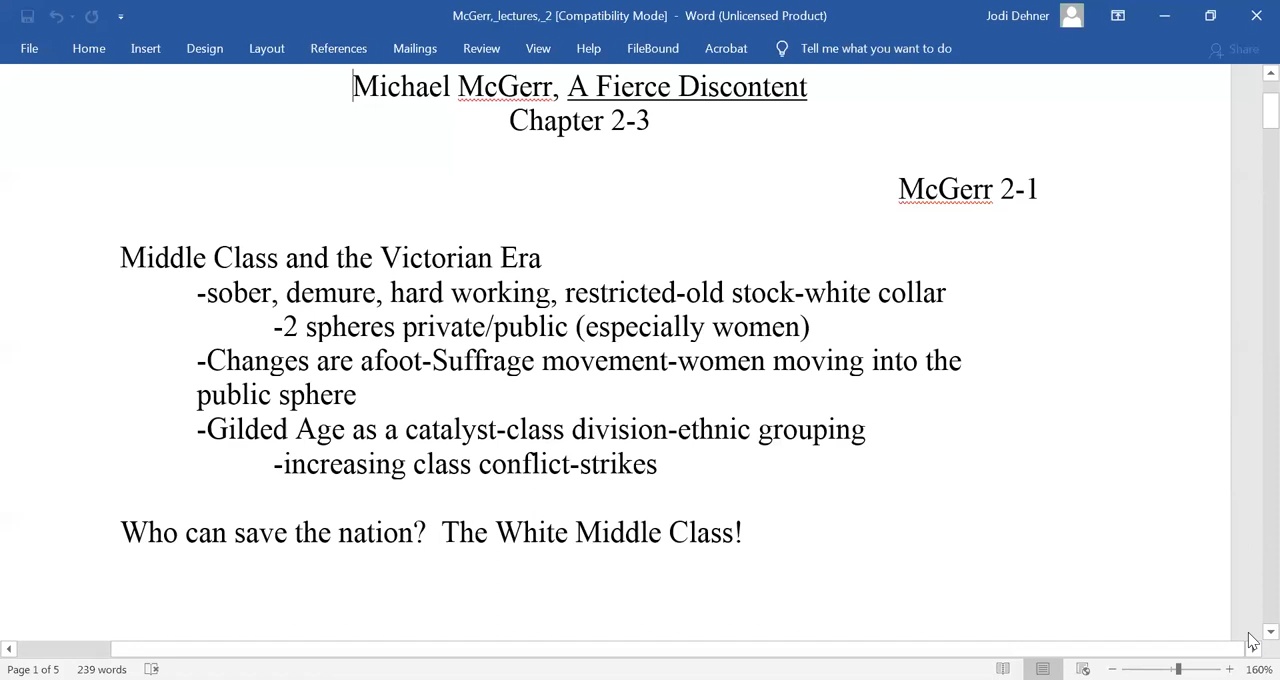 McGerr,_lectures,_2 [Compatibility Mode] - Word (Unlicensed Product)
Jodi Dehner
File Home Insert Design Layout References Mailings Review View Help FileBound Acrobat Tell me what you want to do Share
Michael McGerr, A Fierce Discontent
Chapter 2-3
McGerr 2-1
Middle Class and the Victorian Era
-sober, demure, hard working, restricted-old stock-white collar
-2 spheres private/public (especially women)
-Changes are afoot-Suffrage movement-women moving into the
public sphere
-Gilded Age as a catalyst-class division-ethnic grouping
-increasing class conflict-strikes
Who can save the nation?  The White Middle Class!
Page 1 of 5 239 words 160%